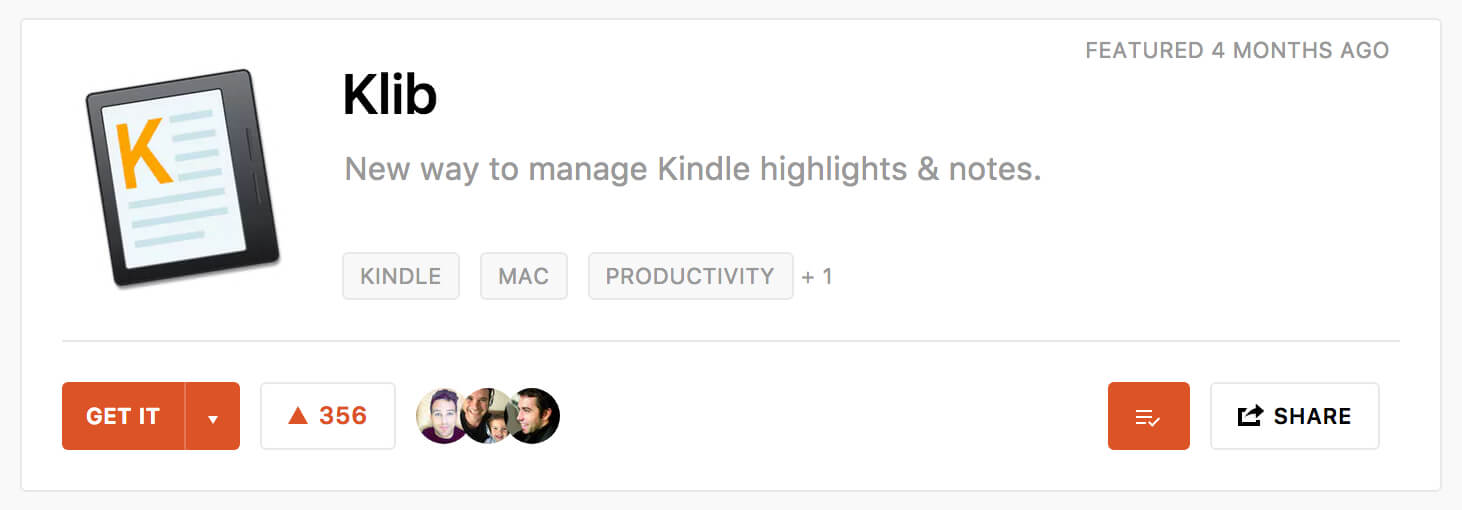 FEATURED 4 MONTHS AGO
K
Klib
New way to manage Kindle highlights & notes.
KINDLE MAC PRODUCTIVITY + 1
GET IT 356 SHARE